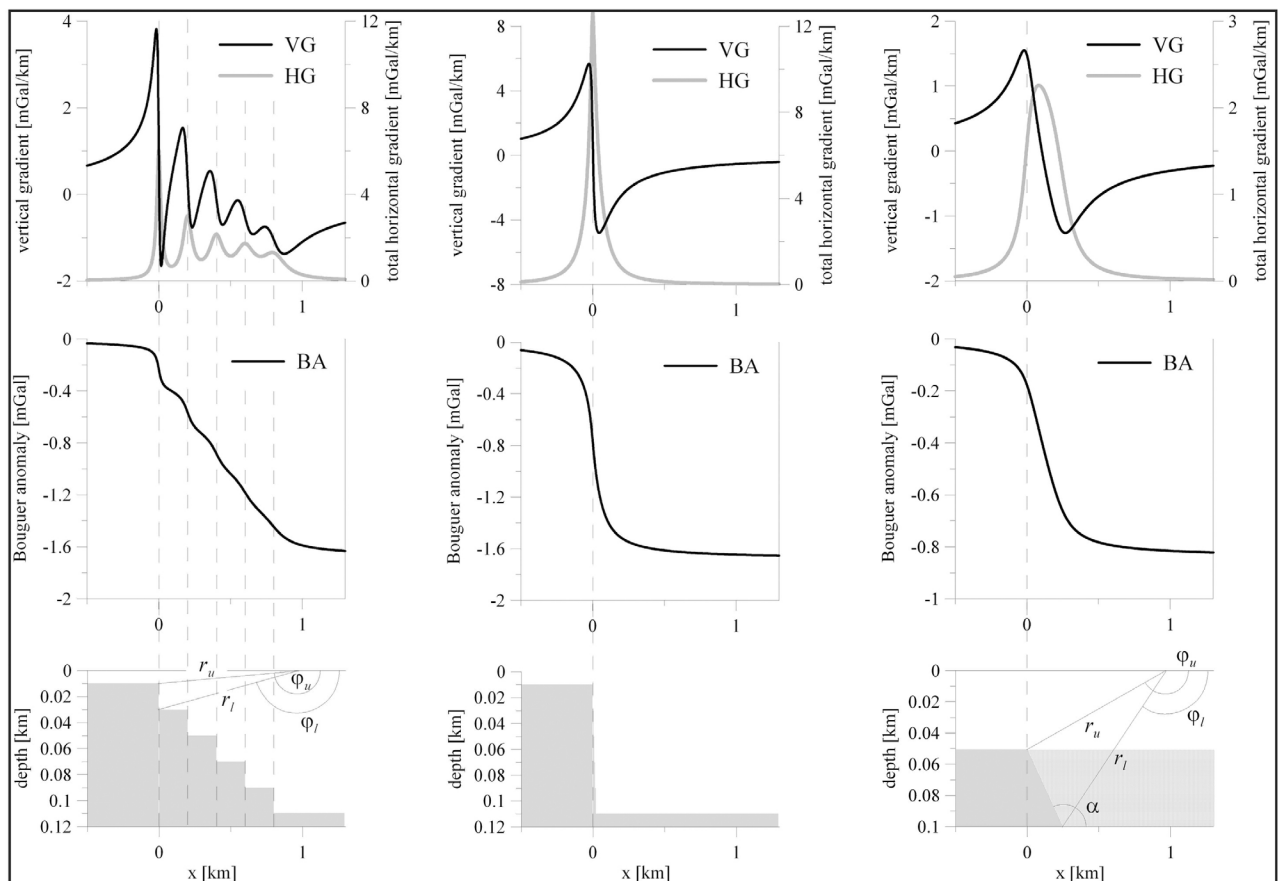 4
2
0
-2
vertical gradient [mGal/km]
VG
HG
12
8
4
0
total horizontal gradient [mGal/km]
0
1
8
4
0
-4
-8
vertical gradient [mGal/km]
VG
HG
12
9
6
3
0
total horizontal gradient [mGal/km]
0
1
2
1
0
-1
-2
vertical gradient [mGal/km]
VG
HG
3
2
1
0
total horizontal gradient [mGal/km]
0
1
0
-0.4
-0.8
-1.2
-1.6
-2
Bouguer anomaly [mGal]
BA
0
1
0
-0.4
-0.8
-1.2
-1.6
-2
Bouguer anomaly [mGal]
BA
0
1
0
-0.2
-0.4
-0.6
-0.8
-1
Bouguer anomaly [mGal]
BA
0
1
0
0.02
0.04
0.06
0.08
0.1
0.12
depth [km]
r_u
r_l
φ_u
φ_l
0
1
x [km]
0
0.02
0.04
0.06
0.08
0.1
0.12
depth [km]
0
1
x [km]
0
0.02
0.04
0.06
0.08
0.1
depth [km]
r_u
r_l
φ_u
φ_l
α
0
1
x [km]